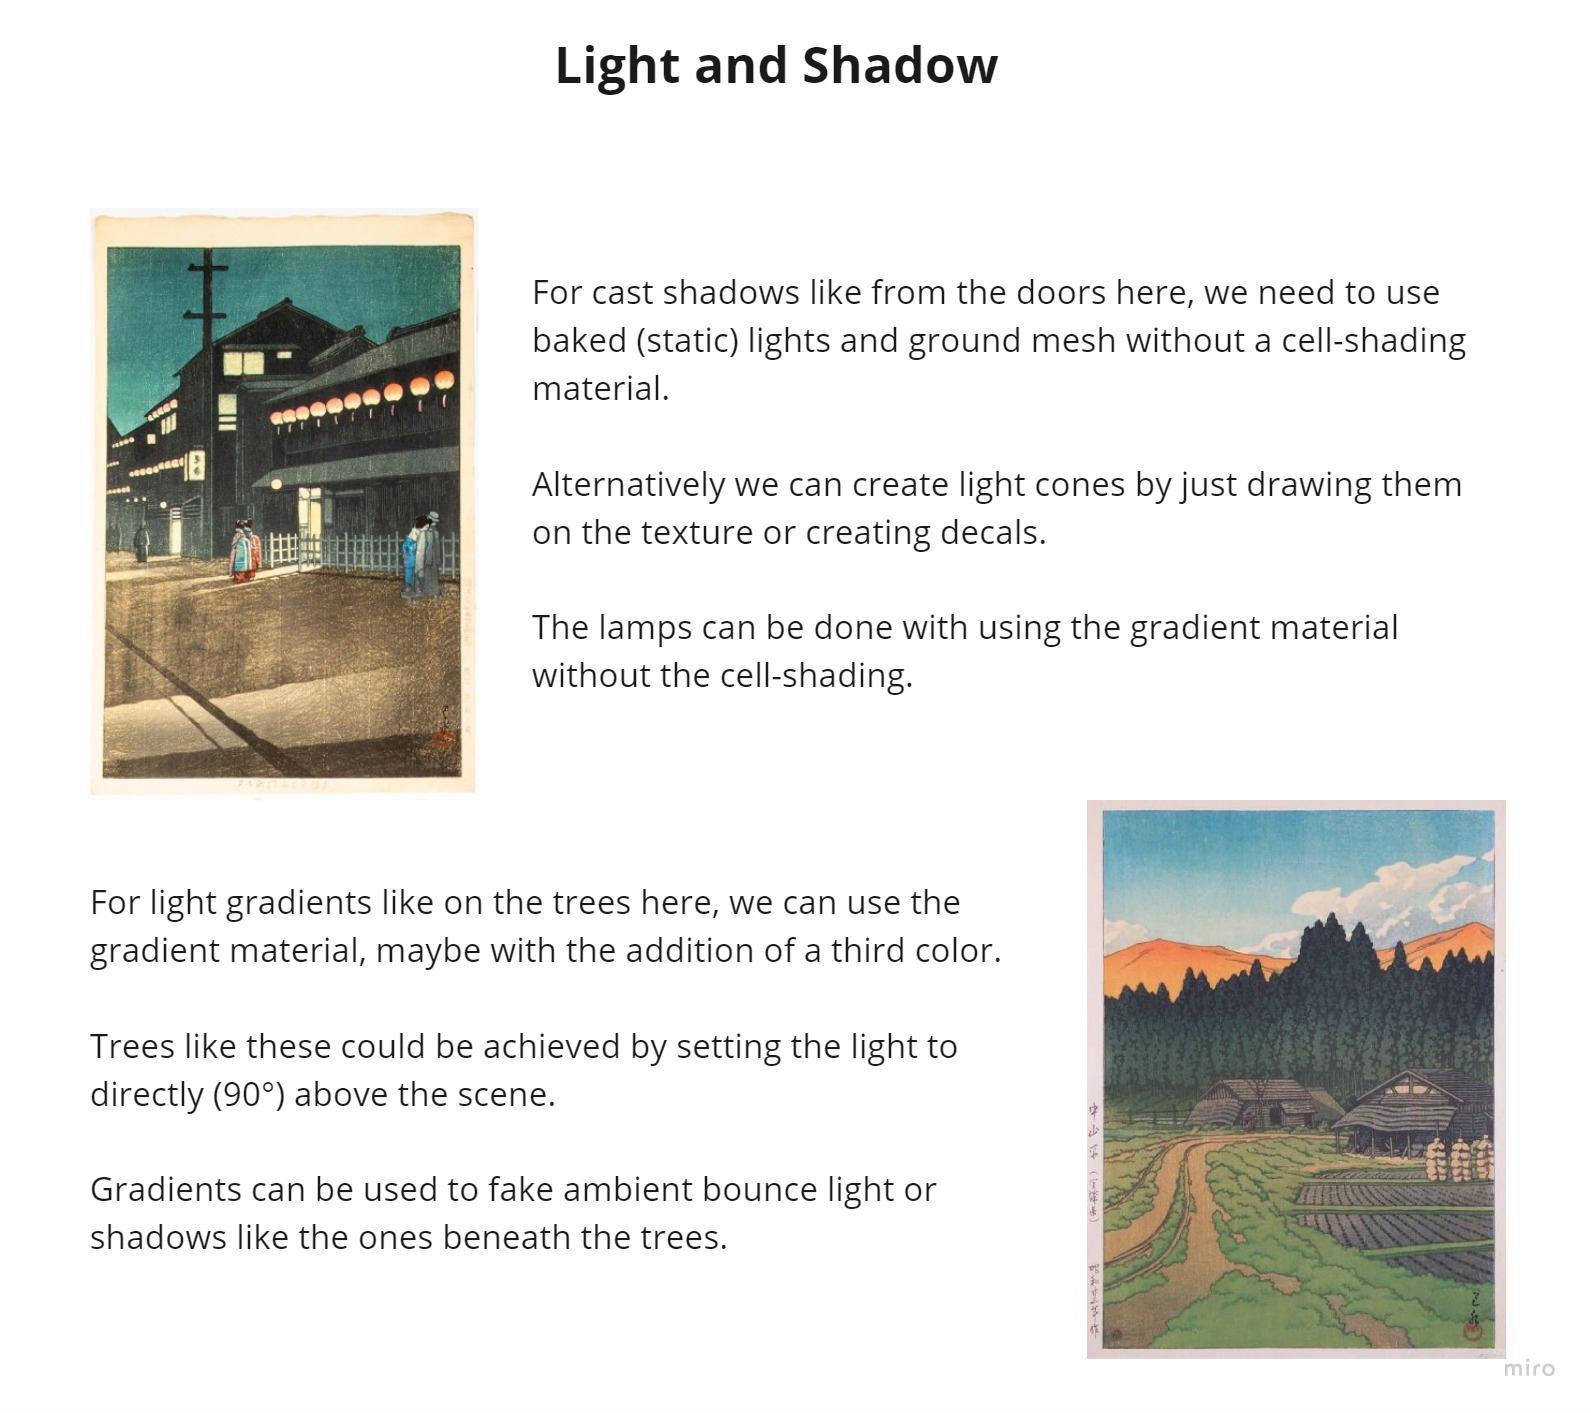 Light and Shadow
For cast shadows like from the doors here, we need to use
baked (static) lights and ground mesh without a cell-shading
material.
Alternatively we can create light cones by just drawing them
on the texture or creating decals.
The lamps can be done with using the gradient material
without the cell-shading.
For light gradients like on the trees here, we can use the
gradient material, maybe with the addition of a third color.
Trees like these could be achieved by setting the light to
directly (90°) above the scene.
Gradients can be used to fake ambient bounce light or
shadows like the ones beneath the trees.
miro